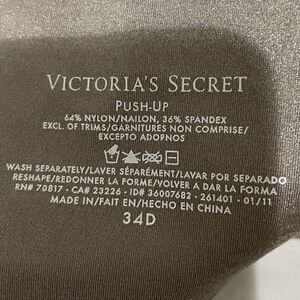 VICTORIA'S SECRET
PUSH-UP
64% NYLON/NAILON, 36% SPANDEX
EXCL. OF TRIMS/GARNITURES NON COMPRISE/
EXCEPTO ADORNOS
WASH SEPARATELY/LAVER SÉPARÉMENT/LAVAR POR SEPARADO
RESHAPE/REDONNER LA FORME/VOLVER A DAR LA FORMA
RN# 70817 - CA# 23226 - ID# 36007682 - 261401 - 01/11
MADE IN/FAIT EN/HECHO EN CHINA
34D